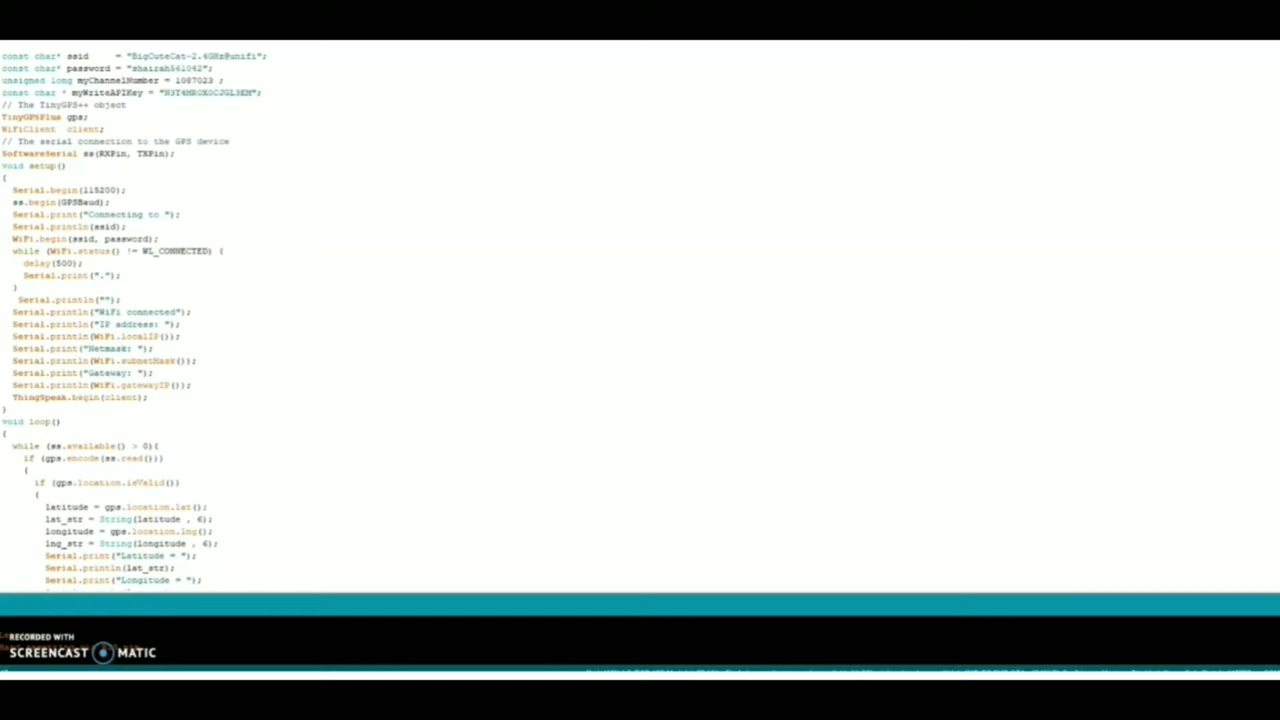 const char* ssid     = "BigCuteCat-2.4GHz@unifi";
const char* password = "shairah561042";
unsigned long myChannelNumber = 1087023 ;
const char * myWriteAPIKey =
// The TinyGPS++ object
TinyGPSPlus gps;
WiFiClient  client;
// The serial connection to the GPS device
SoftwareSerial ss(RXPin, TXPin);
void setup()
{
  Serial.begin(115200);
  ss.begin(GPSBaud);
  Serial.print("Connecting to ");
  Serial.println(ssid);
  WiFi.begin(ssid, password);
  while (WiFi.status() != WL_CONNECTED) {
    delay(500);
    Serial.print(".");
  }
   Serial.println("");
  Serial.println("WiFi connected");
  Serial.println("IP address: ");
  Serial.println(WiFi.localIP());
  Serial.print("Netmask: ");
  Serial.println(WiFi.subnetMask());
  Serial.print("Gateway: ");
  Serial.println(WiFi.gatewayIP());
  ThingSpeak.begin(client);
}
void loop()
{
  while (ss.available() > 0){
    if (gps.encode(ss.read()))
    {
      if (gps.location.isValid())
      {
        latitude = gps.location.lat();
        lat_str = String(latitude , 6);
        longitude = gps.location.lng();
        lng_str = String(longitude , 6);
        Serial.print("Latitude = ");
        Serial.println(lat_str);
        Serial.print("Longitude = ");
RECORDED WITH
SCREENCAST MATIC